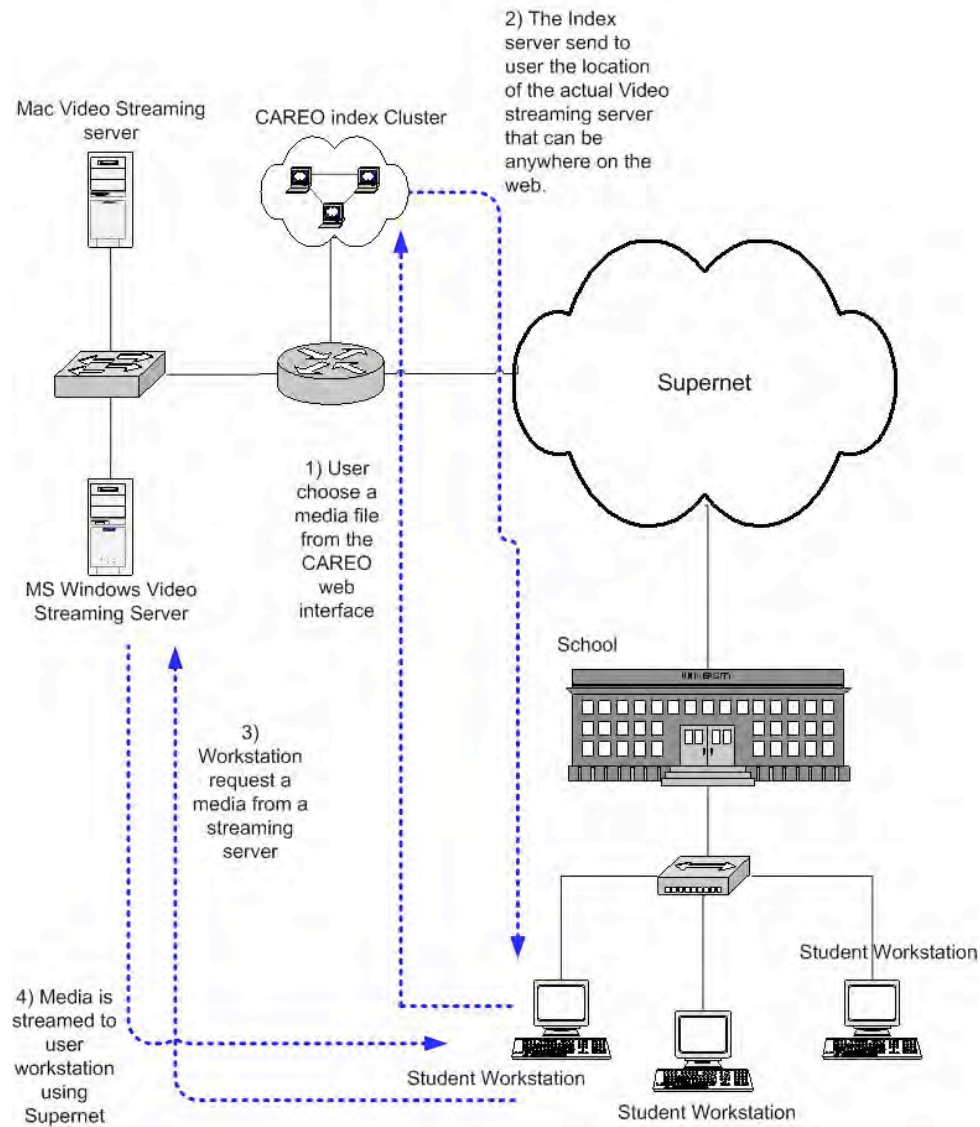 2) The Index
server send to
user the location
of the actual Video
streaming server
that can be
anywhere on the
web.
Mac Video Streaming
server
CAREO index Cluster
Supernet
1) User
choose a
media file
from the
CAREO
web
interface
MS Windows Video
Streaming Server
School
UNIVERSITY
3)
Workstation
request a
media from a
streaming
server
Student Workstation
4) Media is
streamed to
user
workstation
using
Supernet
Student Workstation
Student Workstation